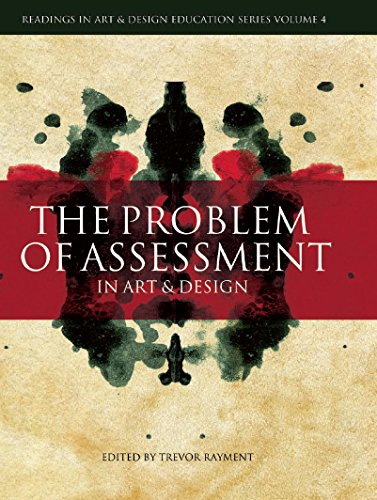 READINGS IN ART & DESIGN EDUCATION SERIES VOLUME 4
THE PROBLEM
OF ASSESSMENT
IN ART & DESIGN
EDITED BY TREVOR RAYMENT